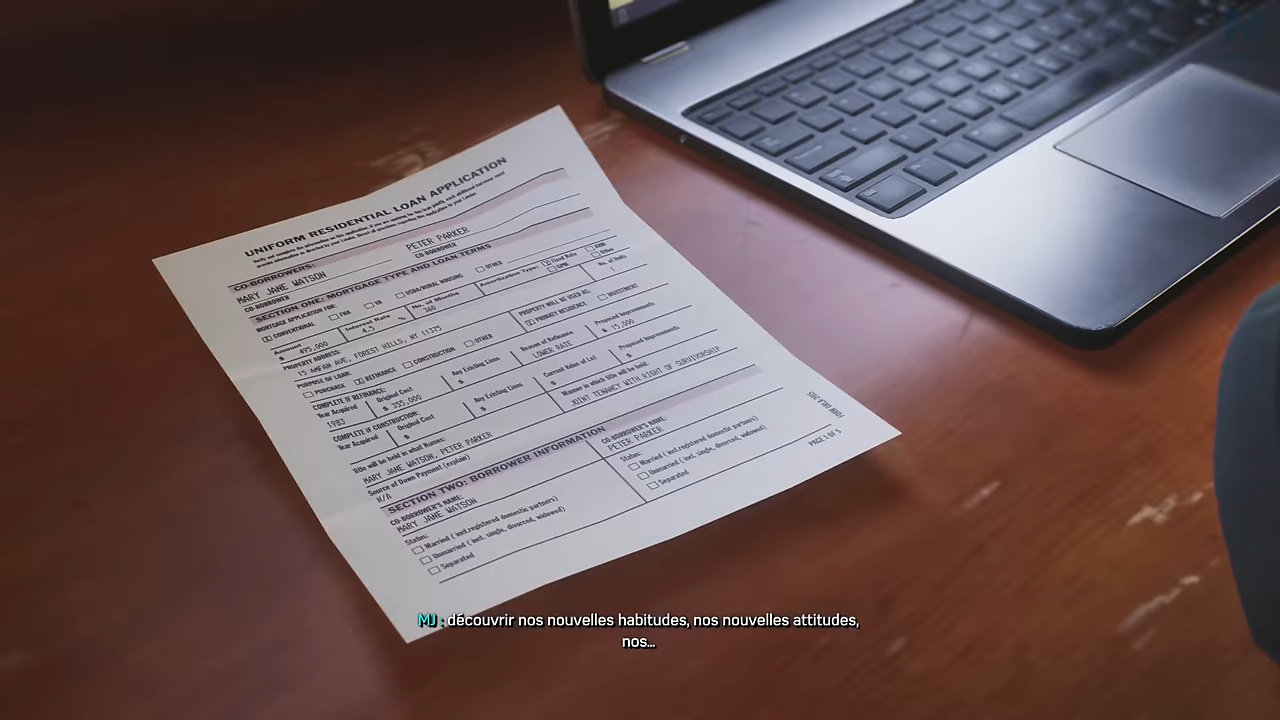 UNIFORM RESIDENTIAL LOAN APPLICATION
CO-BORROWERS:
MARY JANE WATSON PETER PARKER
CO-BORROWER CO-BORROWER
SECTION ONE: MORTGAGE TYPE AND LOAN TERMS
MORTGAGE APPLICATION FOR: FHA VA USDA/RURAL HOUSING OTHER Amortization Type: Fixed Rate ARM
CONVENTIONAL GPM Other
Amount Interest Rate No. of Months No. of Units
$ 495,000 4.5 % 360 1
PROPERTY ADDRESS: PROPERTY WILL BE USED AS:
FOREST HILLS, NY 11375 PRIMARY RESIDENCE INVESTMENT
PURPOSE OF LOAN:
PURCHASE REFINANCE CONSTRUCTION OTHER
COMPLETE IF REFINANCE:
Year Acquired Original Cost Any Existing Liens Reason of Refinance Proposed Improvements
1983 $ 355,000 $ LOWER RATE $ 15,000
COMPLETE IF CONSTRUCTION:
Year Acquired Original Cost Any Existing Liens Current Value of Lot Proposed Improvements
$ $ $ $
Title will be held in what Names: Manner in which title will be held:
MARY JANE WATSON, PETER PARKER JOINT TENANCY WITH RIGHT OF SURVIVORSHIP
Source of Down Payment (explain)
N/A
SECTION TWO: BORROWER INFORMATION
CO-BORROWER'S NAME: CO-BORROWER'S NAME:
MARY JANE WATSON PETER PARKER
Status: Status:
Married ( incl.registered domestic partners) Married ( incl.registered domestic partners)
Unmarried ( incl. single, divorced, widowed) Unmarried ( incl. single, divorced, widowed)
Separated Separated
PAGE 1 OF 5
MJ : découvrir nos nouvelles habitudes, nos nouvelles attitudes,
nos...